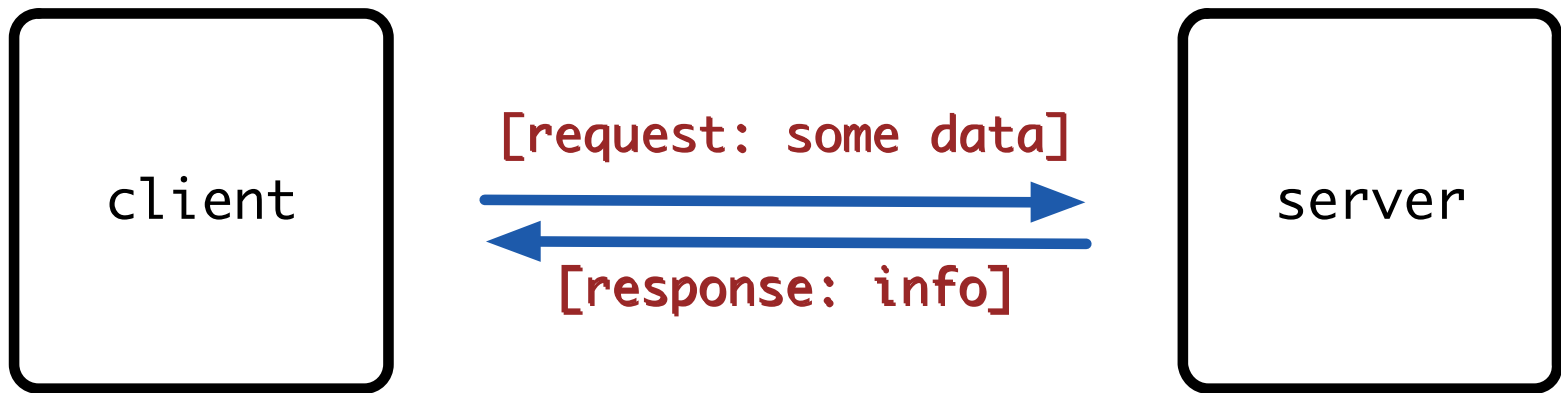 [request: some data]
client
server
[response: info]